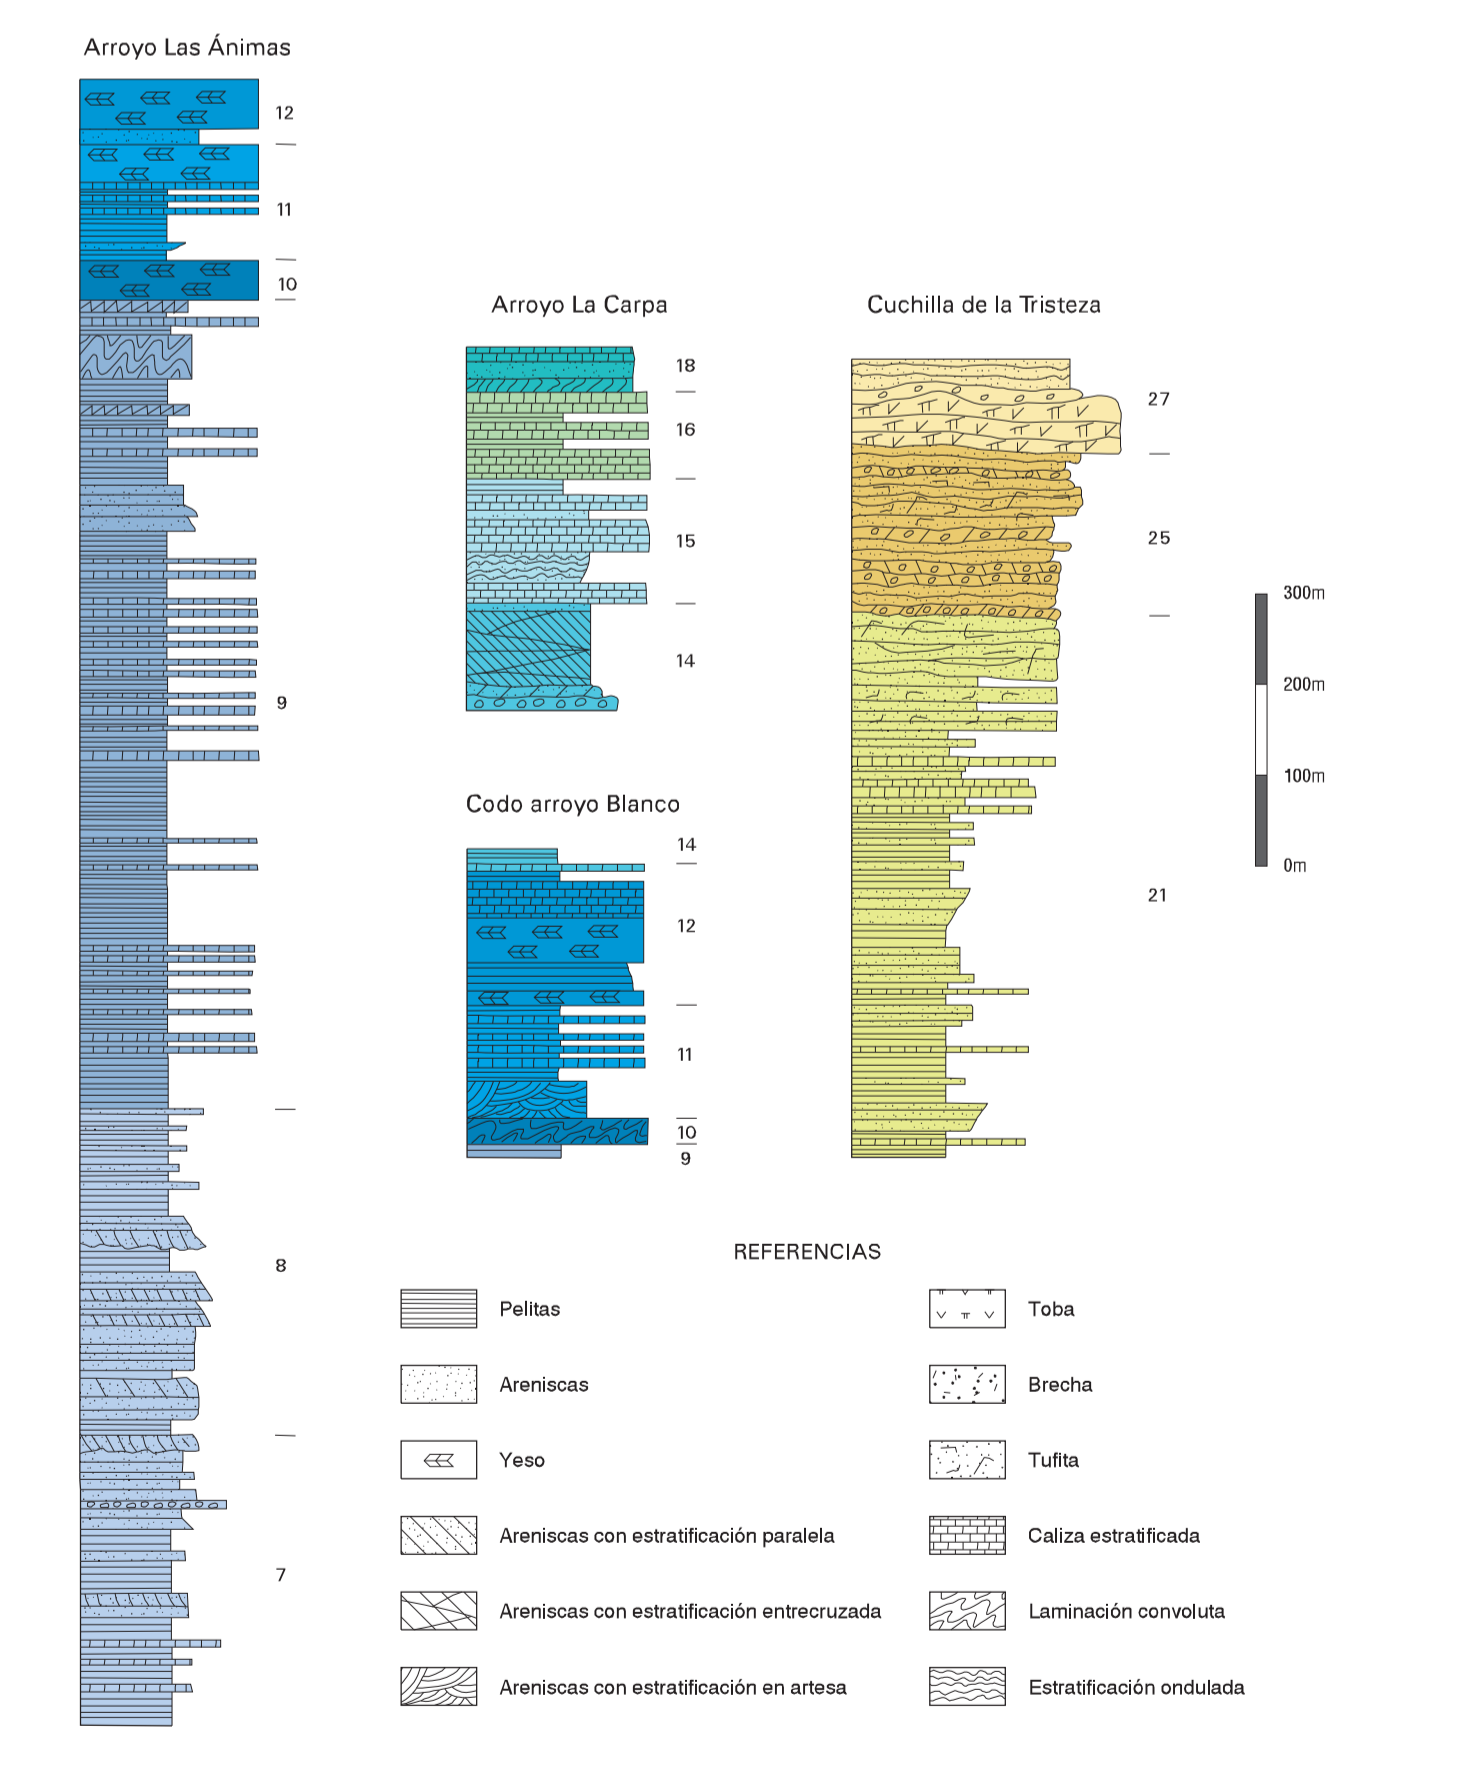 Arroyo Las Ánimas
12
11
10
9
8
7
Arroyo La Carpa
18
16
15
14
Codo arroyo Blanco
14
12
11
10
9
Cuchilla de la Tristeza
27
25
21
300m
200m
100m
0m
REFERENCIAS
Pelitas
Areniscas
Yeso
Areniscas con estratificación paralela
Areniscas con estratificación entrecruzada
Areniscas con estratificación en artesa
Toba
Brecha
Tufita
Caliza estratificada
Laminación convoluta
Estratificación ondulada